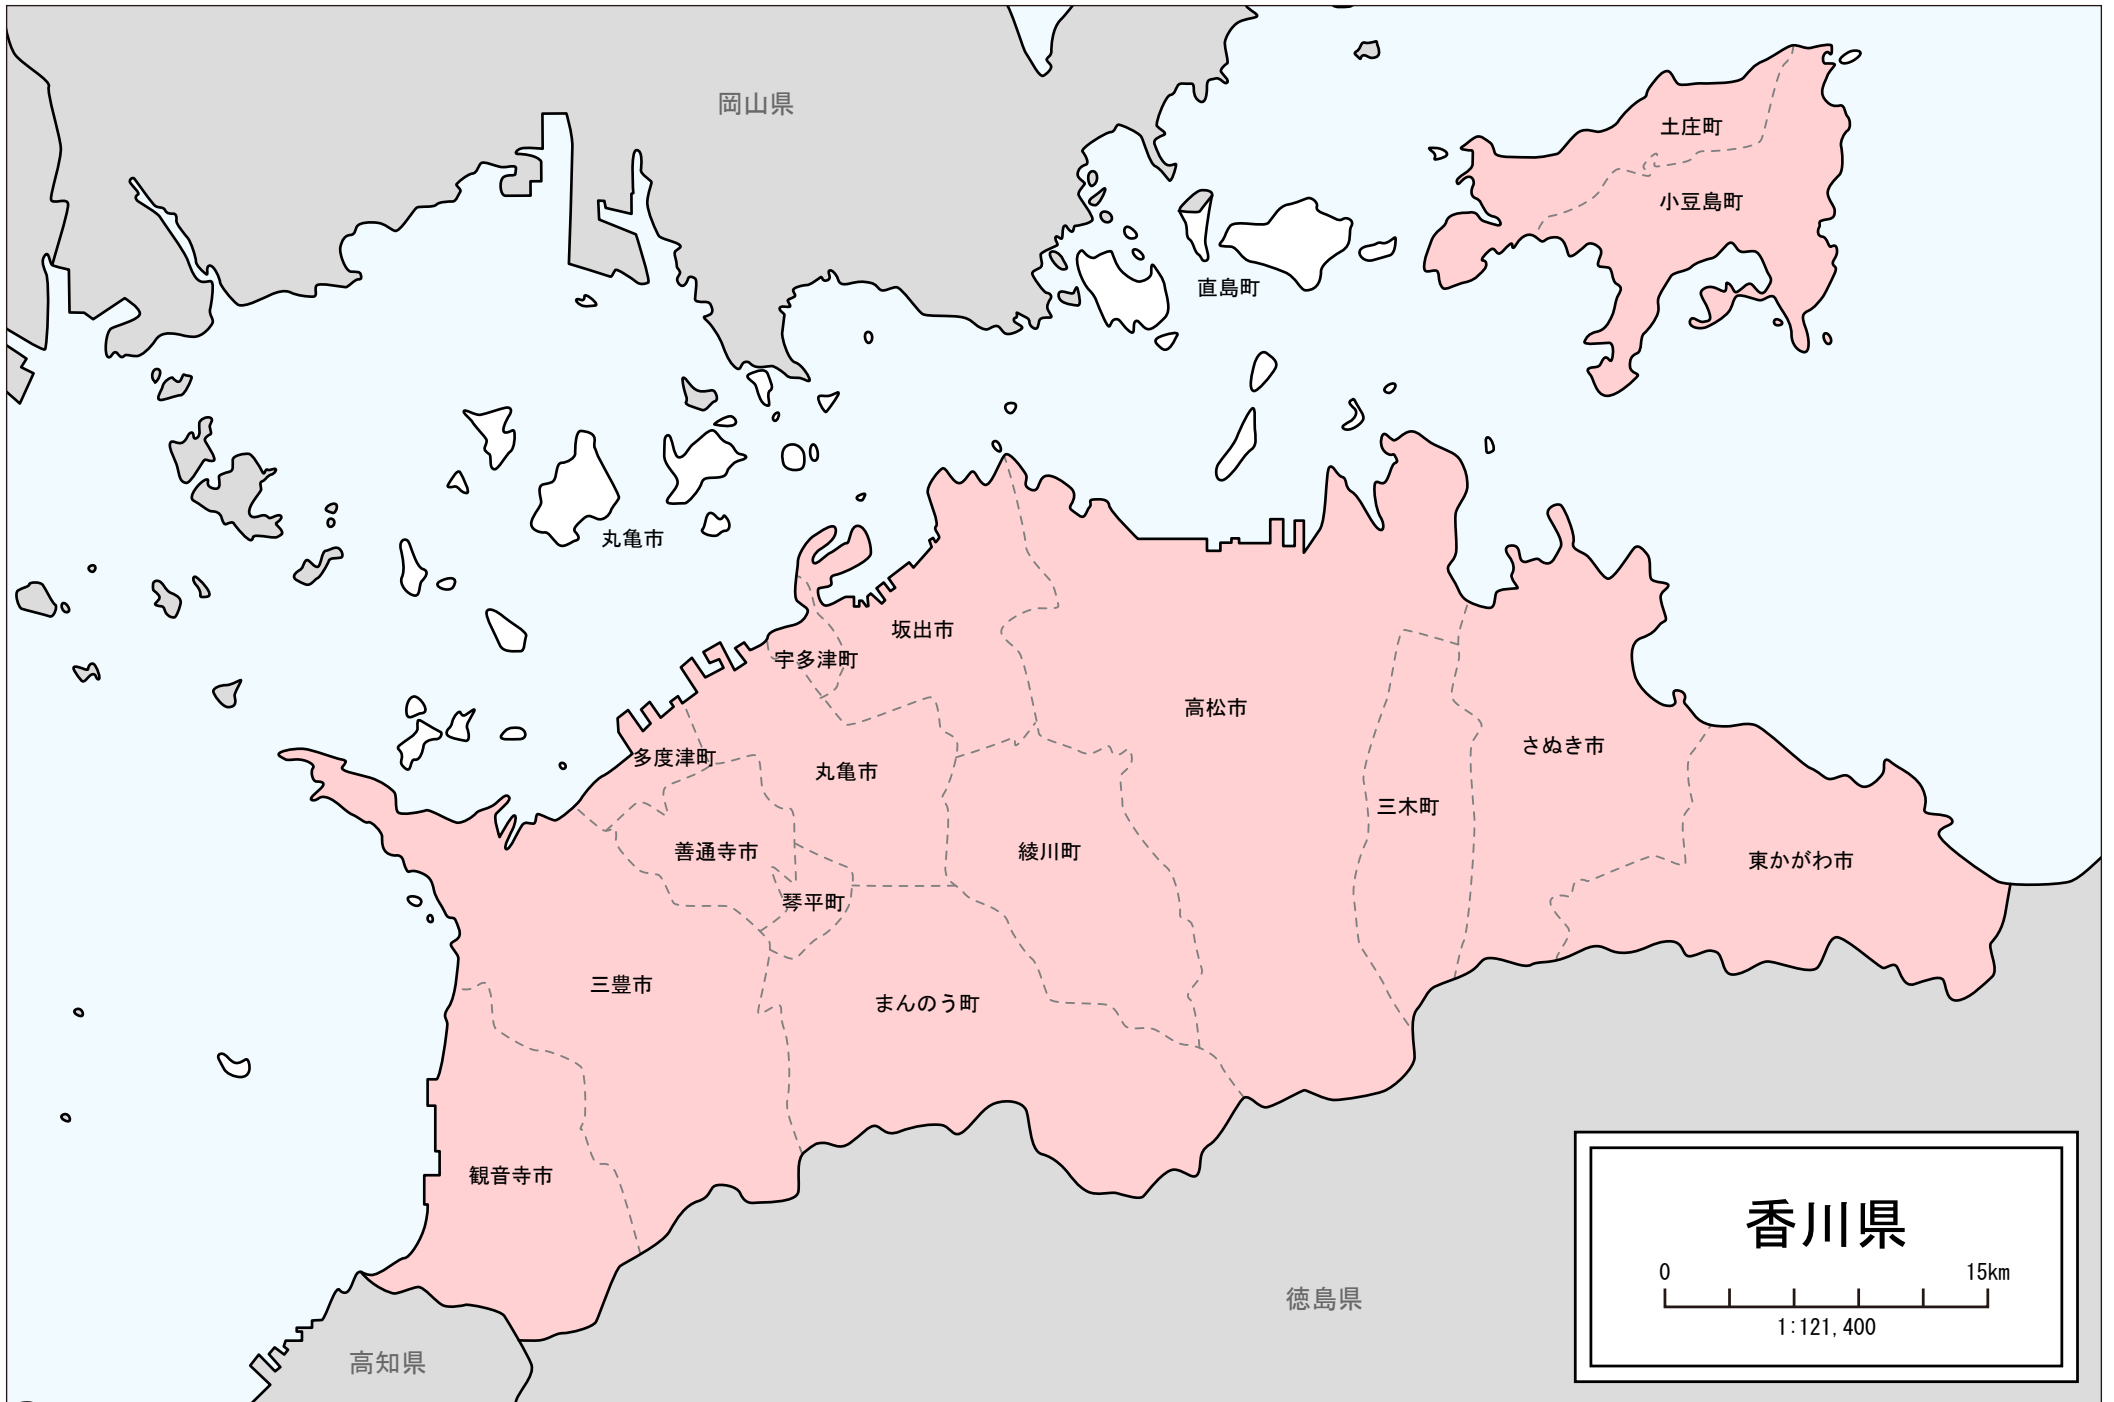 岡山県
土庄町
小豆島町
直島町
丸亀市
坂出市
宇多津町
高松市
さぬき市
多度津町
丸亀市
三木町
善通寺市
綾川町
東かがわ市
琴平町
三豊市
まんのう町
観音寺市
香川県
0 15km
1:121,400
徳島県
高知県